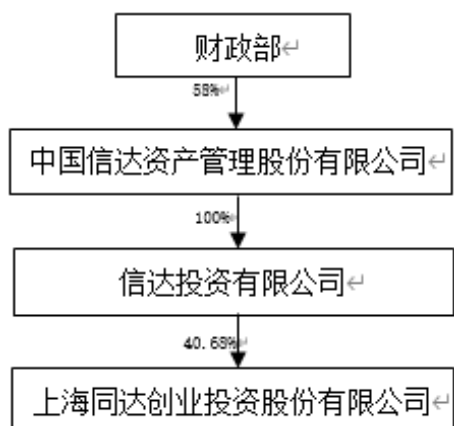 财政部
58%
中国信达资产管理股份有限公司
100%
信达投资有限公司
40.68%
上海同达创业投资股份有限公司